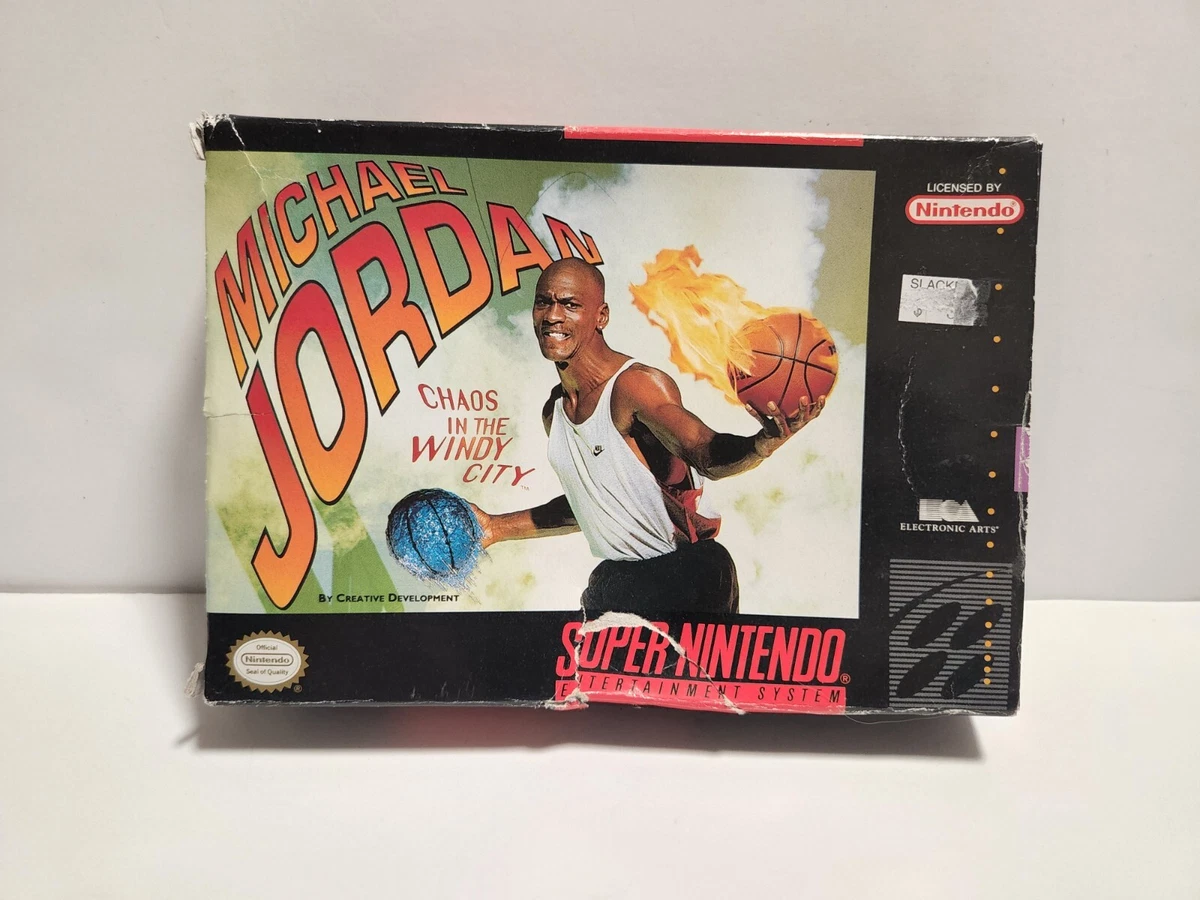 MICHAEL
JORDAN
CHAOS
IN THE
WINDY
CITY™
BY CREATIVE DEVELOPMENT
Official
Nintendo
Seal of Quality
®
SUPER NINTENDO®
ENTERTAINMENT SYSTEM
LICENSED BY
Nintendo®
ELECTRONIC ARTS®